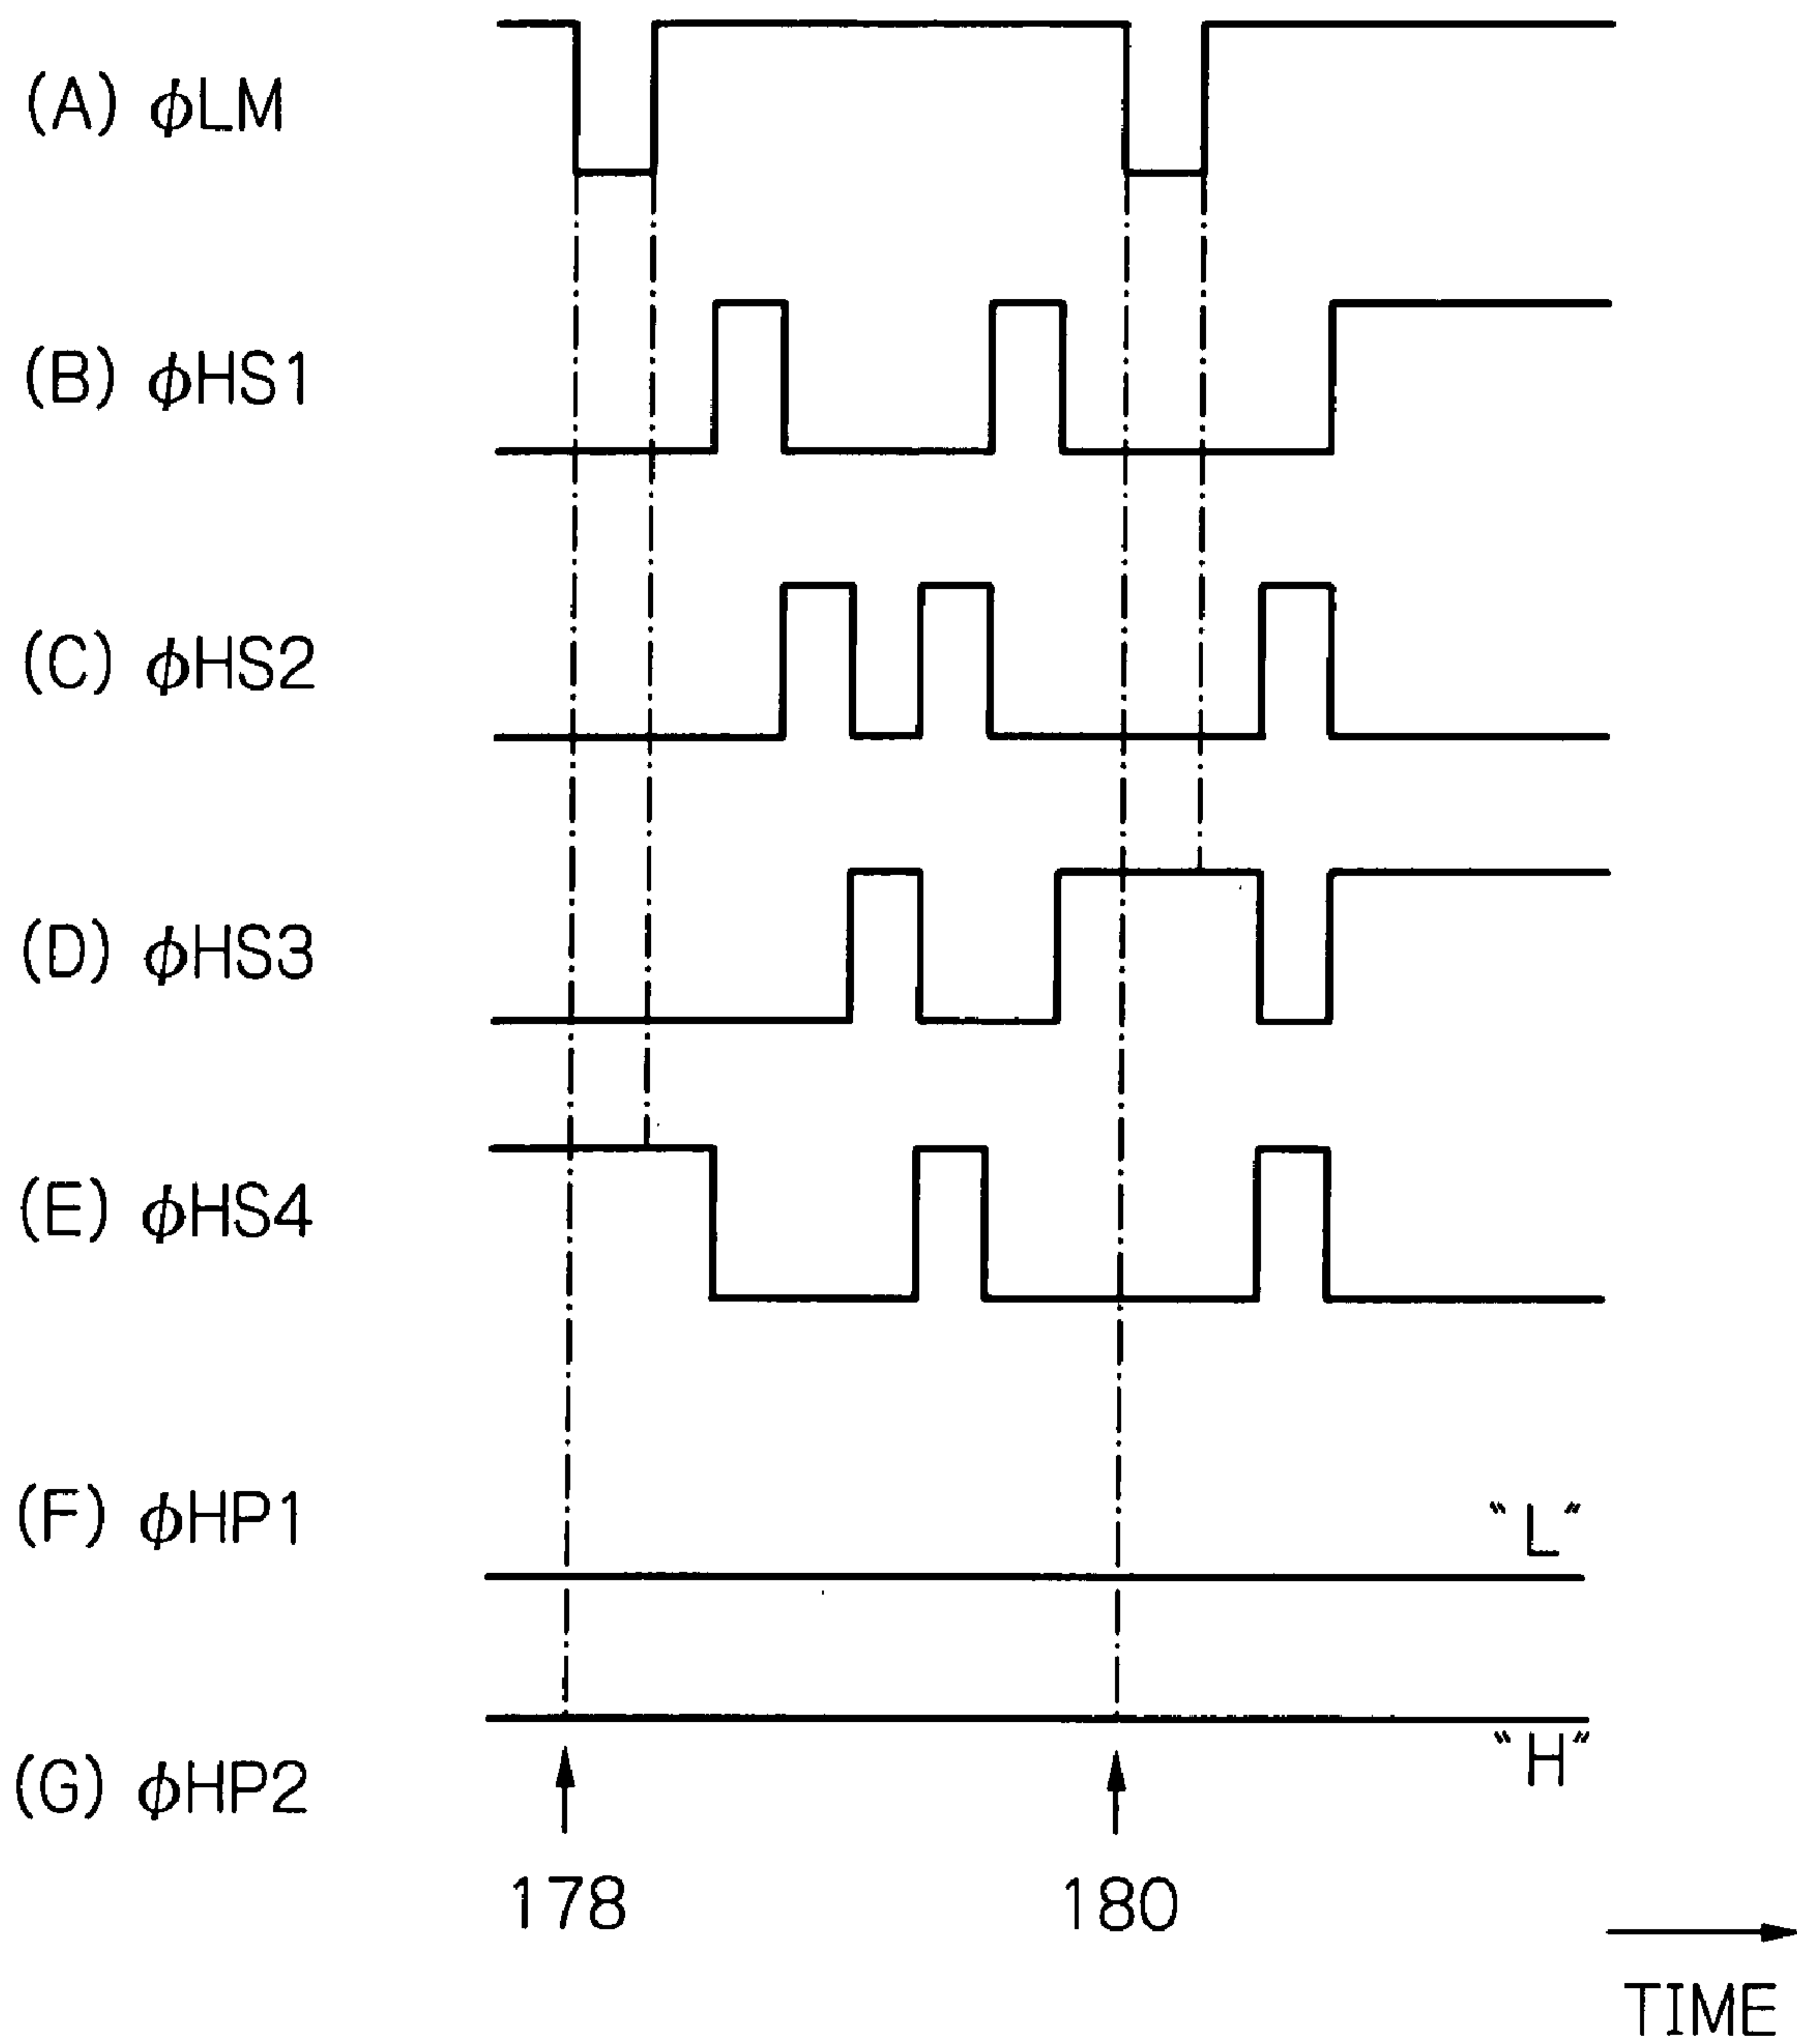 (A) ϕLM
(B) ϕHS1
(C) ϕHS2
(D) ϕHS3
(E) ϕHS4
(F) ϕHP1
"L"
(G) ϕHP2
"H"
178
180
TIME